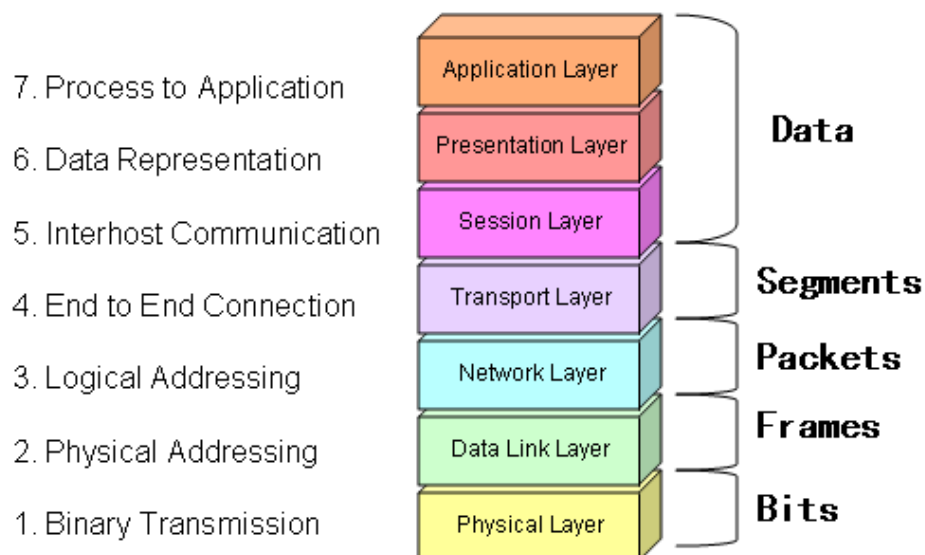 Application Layer
7. Process to Application
Data
Presentation Layer
6. Data Representation
Session Layer
5. Interhost Communication
Segments
Transport Layer
4. End to End Connection
Packets
Network Layer
3. Logical Addressing
Frames
Data Link Layer
2. Physical Addressing
Bits
Physical Layer
1. Binary Transmission